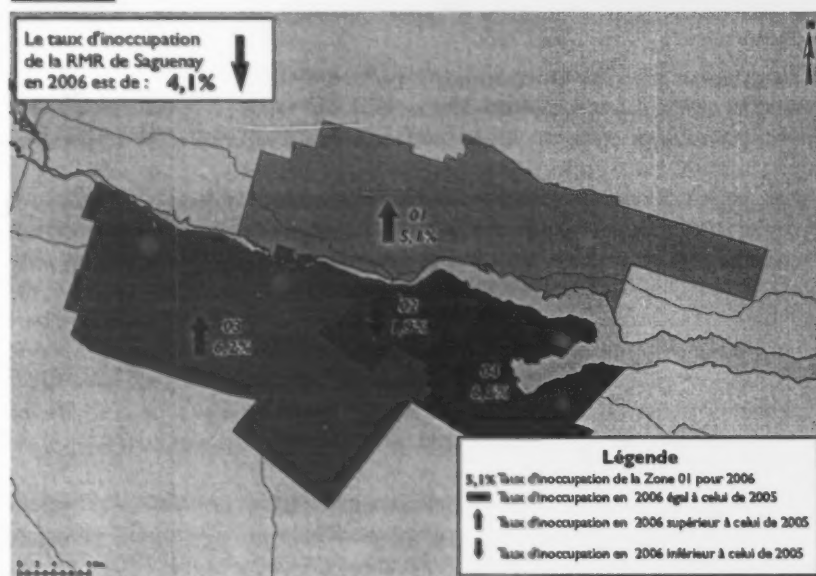 Le taux d'inoccupation
de la RMR de Saguenay
en 2006 est de : 4,1%
01
5,1%
02
03
6,2%
04
Légende
5,1% Taux d'inoccupation de la Zone 01 pour 2006
Taux d'inoccupation en 2006 égal à celui de 2005
Taux d'inoccupation en 2006 supérieur à celui de 2005
Taux d'inoccupation en 2006 inférieur à celui de 2005